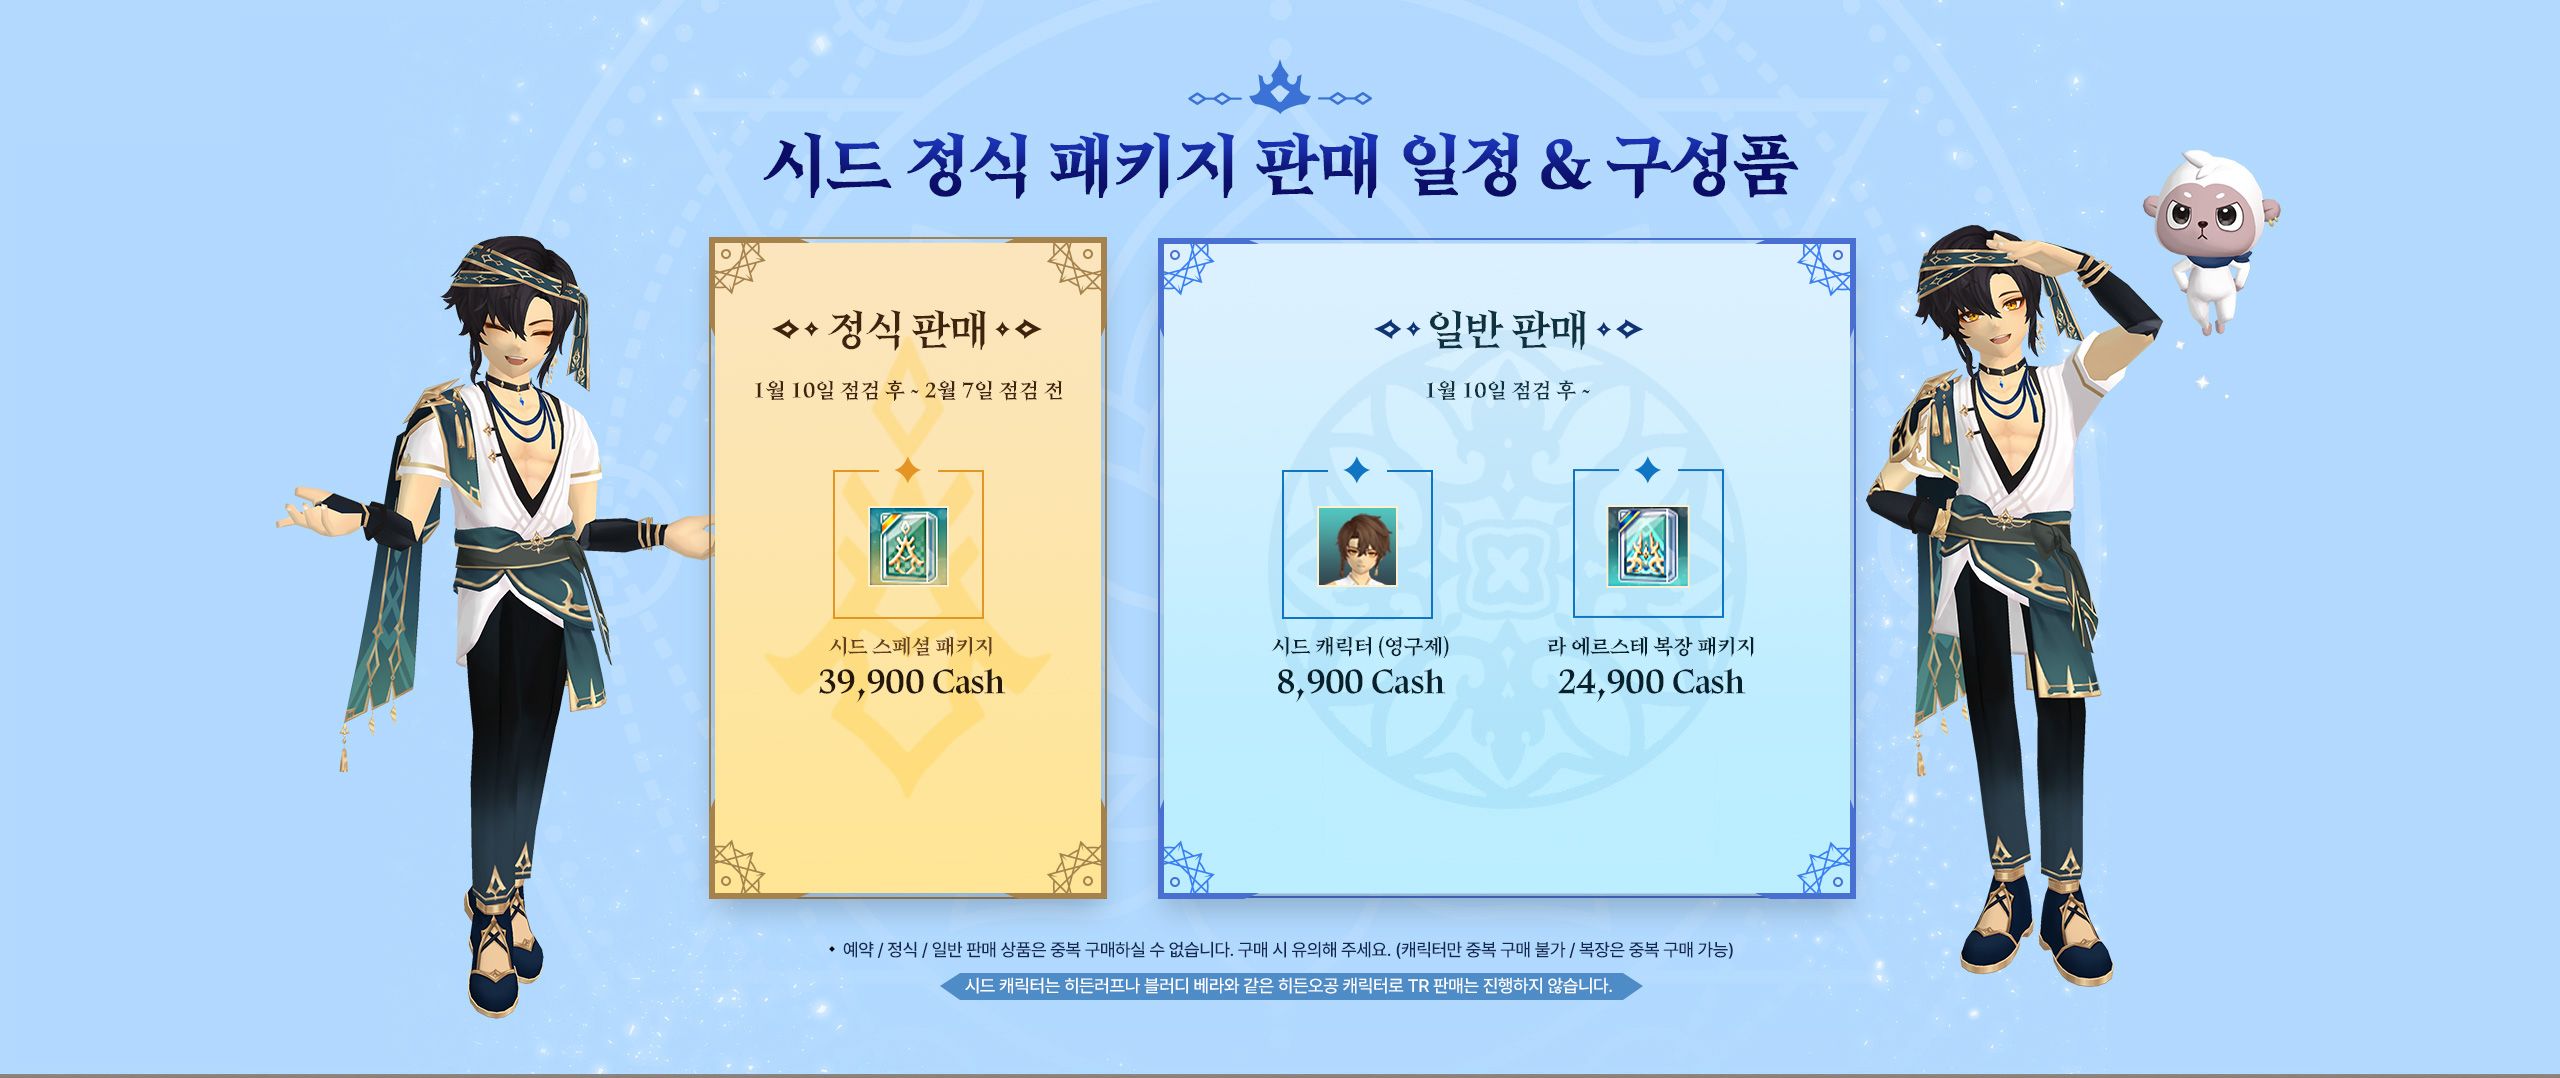 시드 정식 패키지 판매 일정 & 구성품
정식 판매
1월 10일 점검 후 ~ 2월 7일 점검 전
시드 스페셜 패키지
39,900 Cash
일반 판매
1월 10일 점검 후 ~
시드 캐릭터 (영구제)
8,900 Cash
라 에르스테 복장 패키지
24,900 Cash
• 예약 / 정식 / 일반 판매 상품은 중복 구매하실 수 없습니다. 구매 시 유의해 주세요. (캐릭터만 중복 구매 불가 / 복장은 중복 구매 가능)
시드 캐릭터는 히든러프나 블러디 베라와 같은 히든오공 캐릭터로 TR 판매는 진행하지 않습니다.